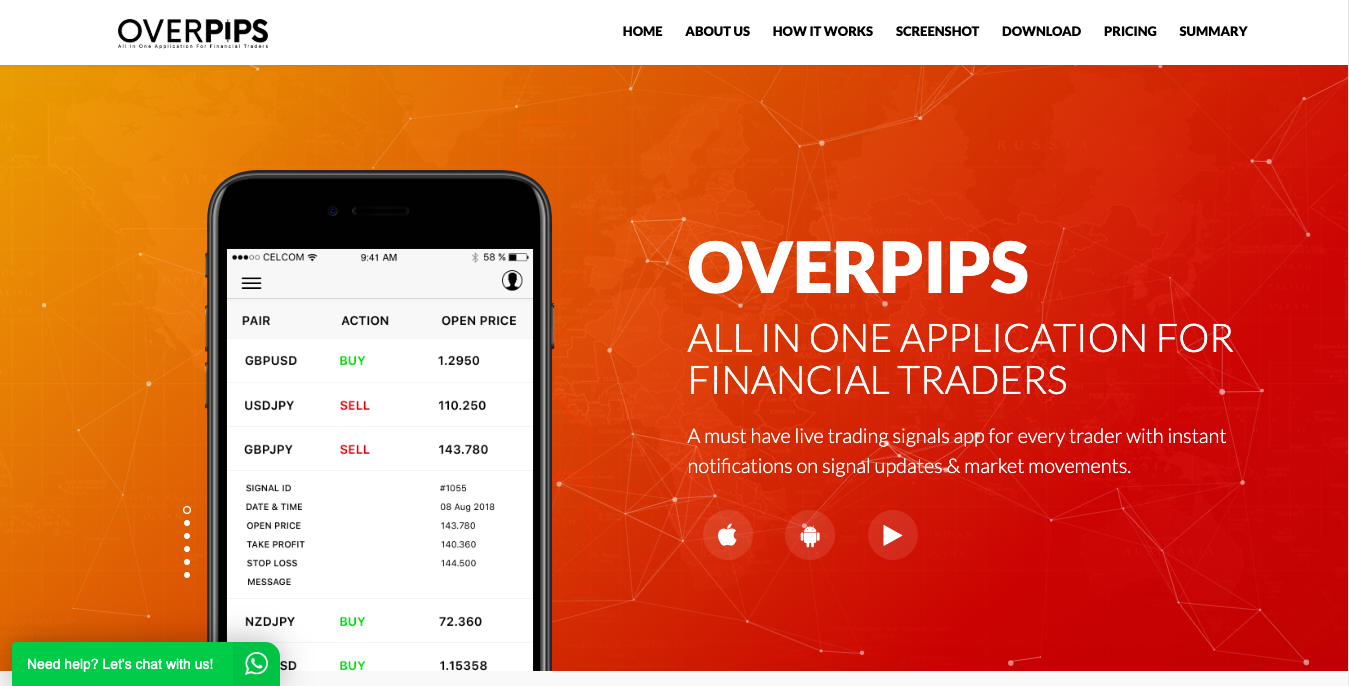 OVERPIPS
All In One Application For Financial Traders
HOME ABOUT US HOW IT WORKS SCREENSHOT DOWNLOAD PRICING SUMMARY
CELCOM 9:41 AM 58 %
PAIR ACTION OPEN PRICE
GBPUSD BUY 1.2950
USDJPY SELL 110.250
GBPJPY SELL 143.780
SIGNAL ID #1055
DATE & TIME 08 Aug 2018
OPEN PRICE 143.780
TAKE PROFIT 140.360
STOP LOSS 144.500
MESSAGE
NZDJPY BUY 72.360
SD BUY 1.15358
OVERPIPS
ALL IN ONE APPLICATION FOR
FINANCIAL TRADERS
A must have live trading signals app for every trader with instant
notifications on signal updates & market movements.
RUSSIA
Need help? Let's chat with us!